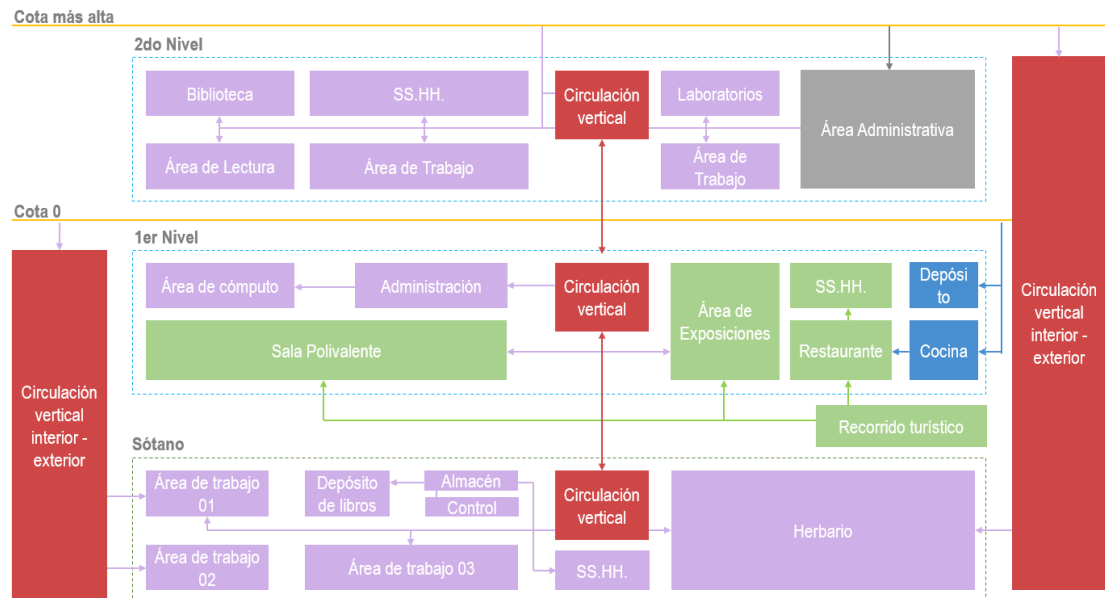 Cota más alta
2do Nivel
Biblioteca
SS.HH.
Circulación
vertical
Laboratorios
Área Administrativa
Área de Lectura
Área de Trabajo
Área de
Trabajo
Cota 0
1er Nivel
Área de cómputo
Administración
Circulación
vertical
Área de
Exposiciones
SS.HH.
Depósi
to
Sala Polivalente
Restaurante
Cocina
Circulación
vertical
interior -
exterior
Circulación
vertical
interior -
exterior
Recorrido turístico
Sótano
Área de trabajo
01
Depósito
de libros
Almacén
Control
Circulación
vertical
Herbario
Área de trabajo
02
Área de trabajo 03
SS.HH.